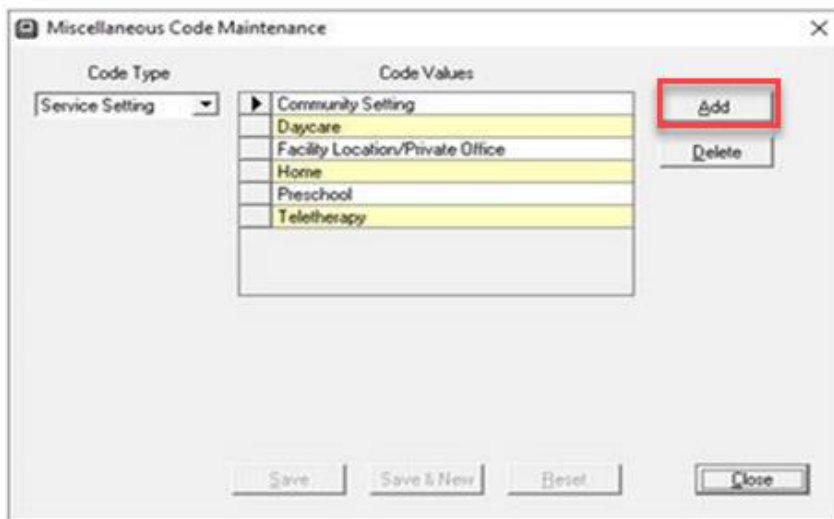 Miscellaneous Code Maintenance
Code Type
Code Values
Service Setting
Community Setting
Daycare
Facility Location/Private Office
Home
Preschool
Teletherapy
Add
Delete
Save
Save & New
Reset
Close